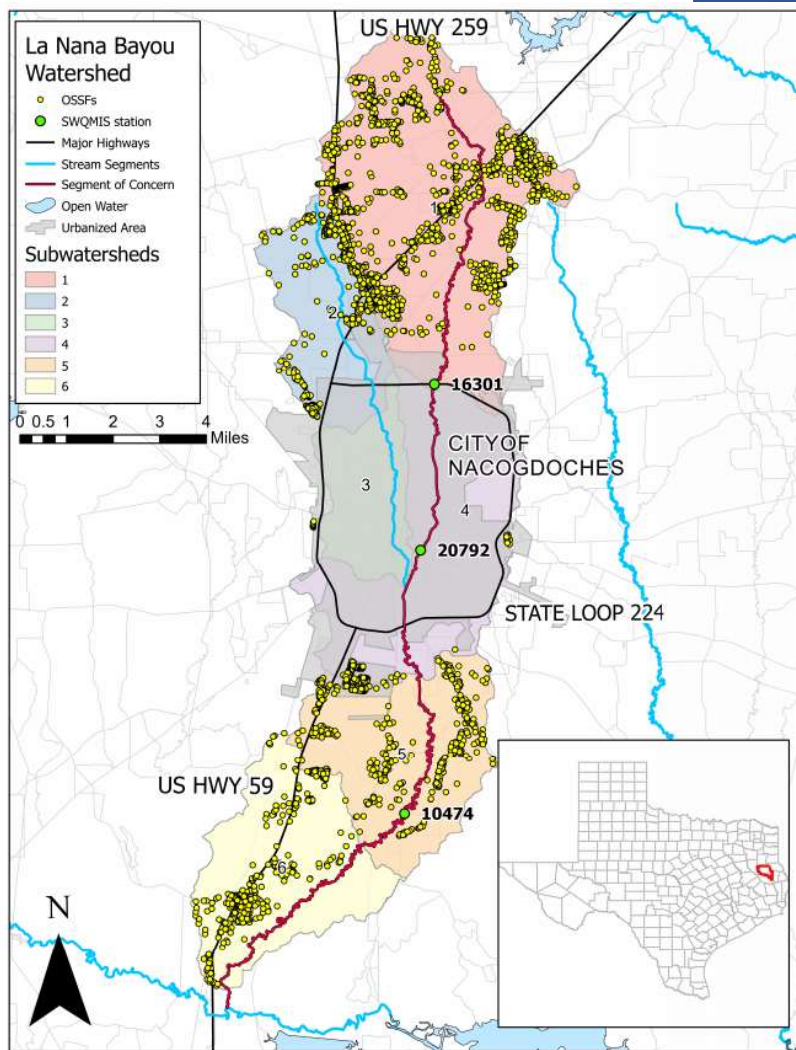 US HWY 259
La Nana Bayou
Watershed
OSSFs
SWQMIS station
Major Highways
Stream Segments
Segment of Concern
Open Water
Urbanized Area
Subwatersheds
1
2
3
4
5
6
0 0.5 1 2 3 4
Miles
1
2
16301
CITYOF
NACOGDOCHES
3
4
20792
STATE LOOP 224
5
US HWY 59
10474
6
N